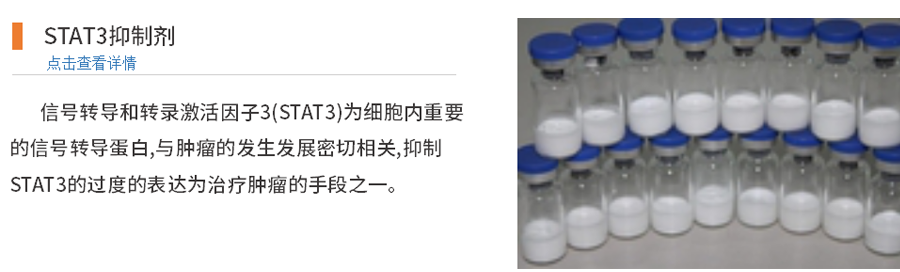 STAT3抑制剂
点击查看详情
信号转导和转录激活因子3(STAT3)为细胞内重要
的信号转导蛋白,与肿瘤的发生发展密切相关,抑制
STAT3的过度的表达为治疗肿瘤的手段之一。